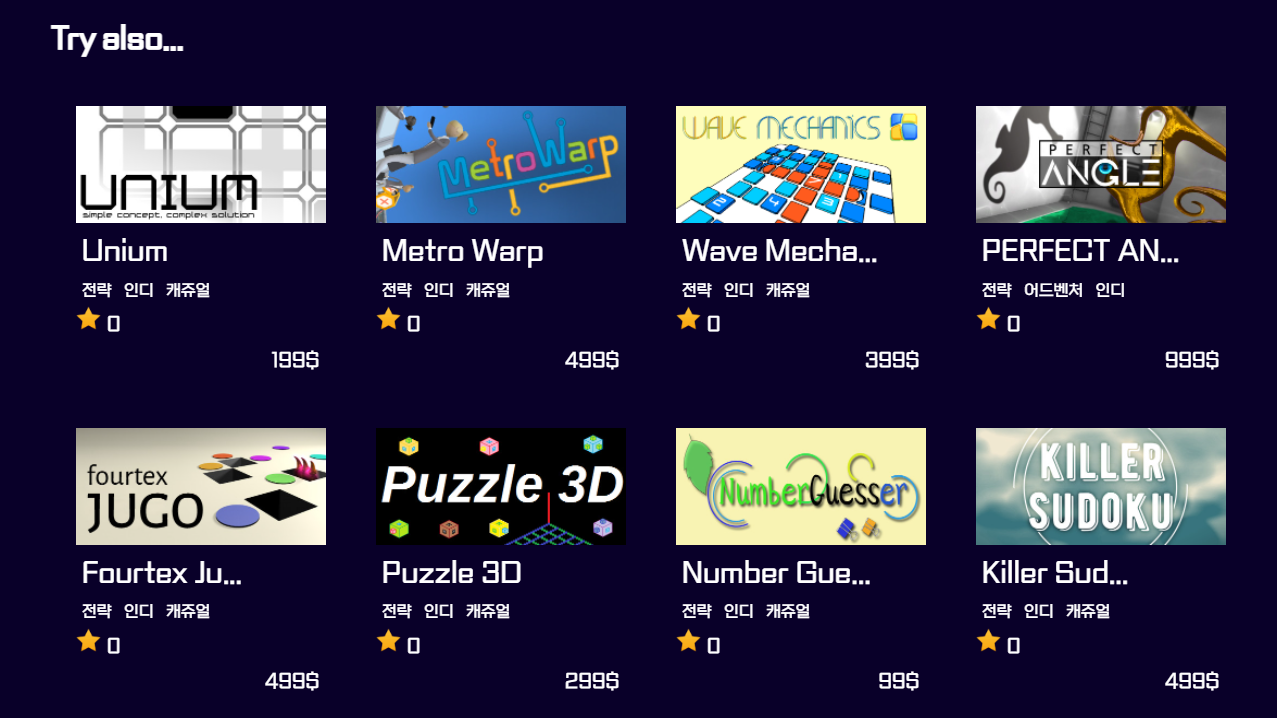 Try also...
UNIUM
simple concept, complex solution
MetroWarp
WAVE MECHANICS
2 4 3
PERFECT
ANGLE
Unium
Metro Warp
Wave Mecha...
PERFECT AN...
전략 인디 캐쥬얼
전략 인디 캐쥬얼
전략 인디 캐쥬얼
전략 어드벤처 인디
0
0
0
0
199$
499$
399$
999$
fourtex
JUGO
Puzzle 3D
NumberGuesser
KILLER
SUDOKU
Fourtex Ju...
Puzzle 3D
Number Gue...
Killer Sud...
전략 인디 캐쥬얼
전략 인디 캐쥬얼
전략 인디 캐쥬얼
전략 인디 캐쥬얼
0
0
0
0
499$
299$
99$
499$